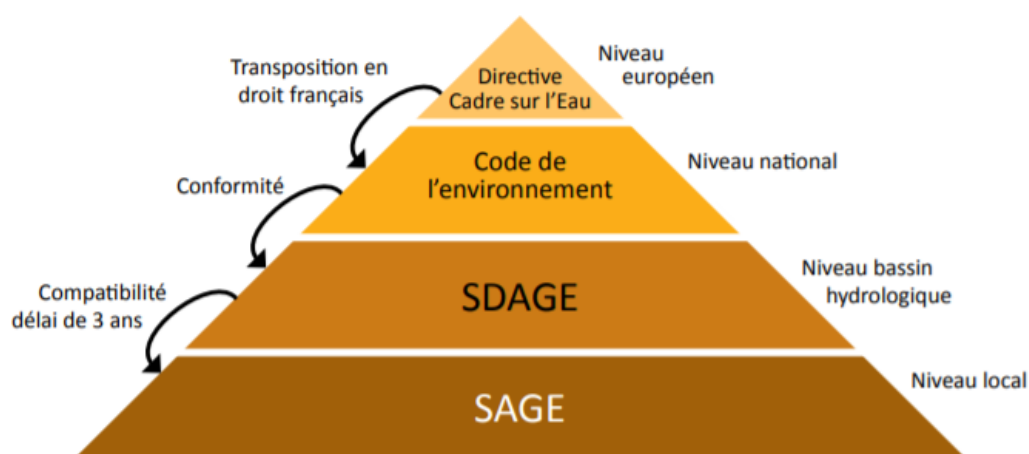 Transposition en
droit français
Directive
Cadre sur l'Eau
Niveau
européen
Conformité
Code de
l'environnement
Niveau national
Compatibilité
délai de 3 ans
SDAGE
Niveau bassin
hydrologique
SAGE
Niveau local